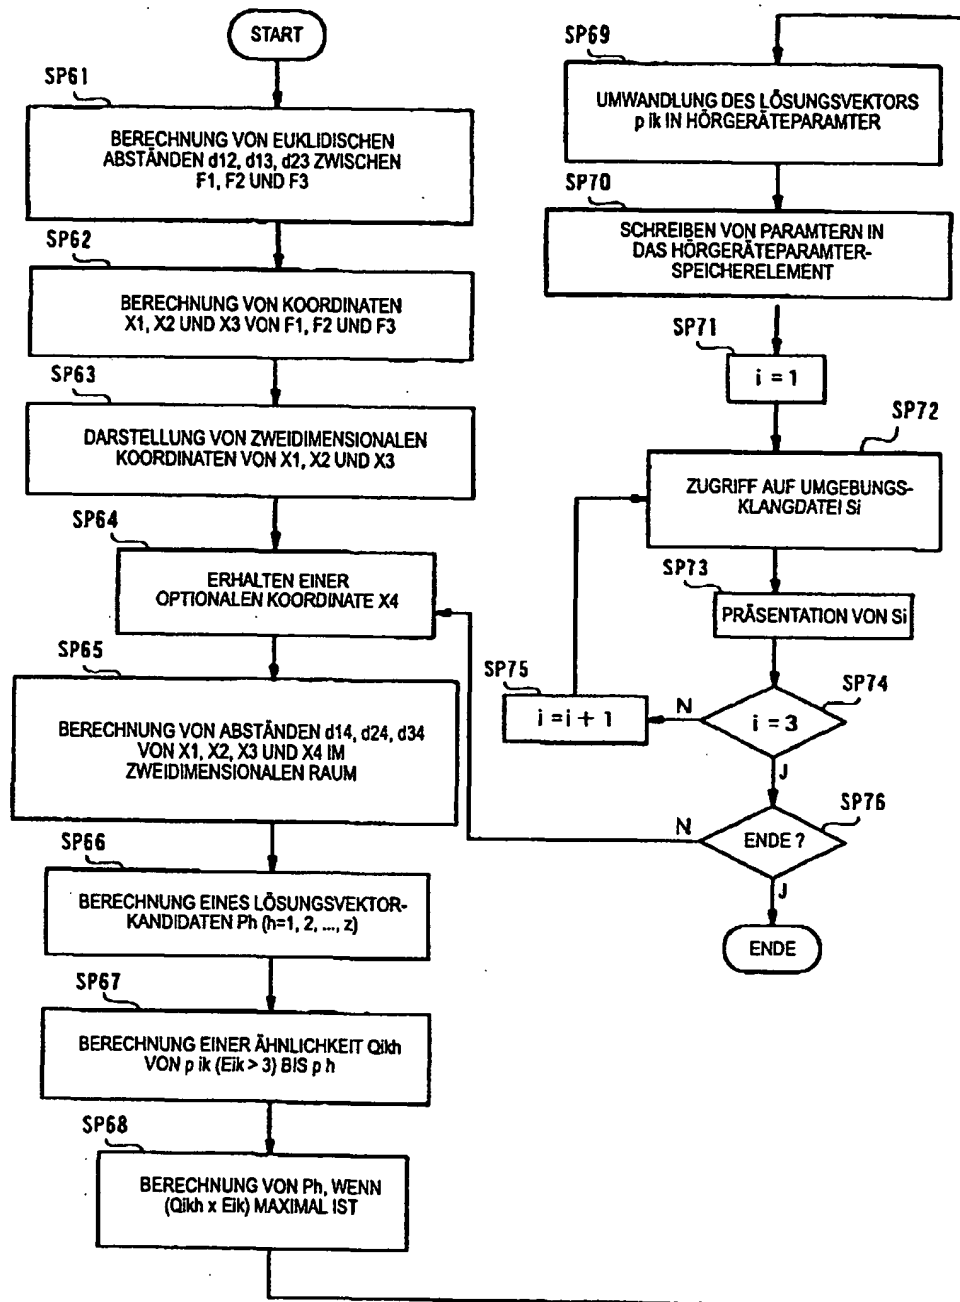 START
SP61
BERECHNUNG VON EUKLIDISCHEN
ABSTÄNDEN d12, d13, d23 ZWISCHEN
F1, F2 UND F3
SP62
BERECHNUNG VON KOORDINATEN
X1, X2 UND X3 VON F1, F2 UND F3
SP63
DARSTELLUNG VON ZWEIDIMENSIONALEN
KOORDINATEN VON X1, X2 UND X3
SP64
ERHALTEN EINER
OPTIONALEN KOORDINATE X4
SP65
BERECHNUNG VON ABSTÄNDEN d14, d24, d34
VON X1, X2, X3 UND X4 IM
ZWEIDIMENSIONALEN RAUM
SP66
BERECHNUNG EINES LÖSUNGSVEKTOR-
KANDIDATEN Ph (h=1, 2, ..., z)
SP67
BERECHNUNG EINER ÄHNLICHKEIT Qikh
VON p ik (Eik > 3) BIS p h
SP68
BERECHNUNG VON Ph, WENN
(Qikh x Eik) MAXIMAL IST
SP69
UMWANDLUNG DES LÖSUNGSVEKTORS
p ik IN HÖRGERÄTEPARAMTER
SP70
SCHREIBEN VON PARAMTERN IN
DAS HÖRGERÄTEPARAMTER-
SPEICHERELEMENT
SP71
i = 1
SP72
ZUGRIFF AUF UMGEBUNGS-
KLANGDATEI Si
SP73
PRÄSENTATION VON Si
SP74
i = 3
N
SP75
i = i + 1
J
SP76
ENDE ?
N
J
ENDE